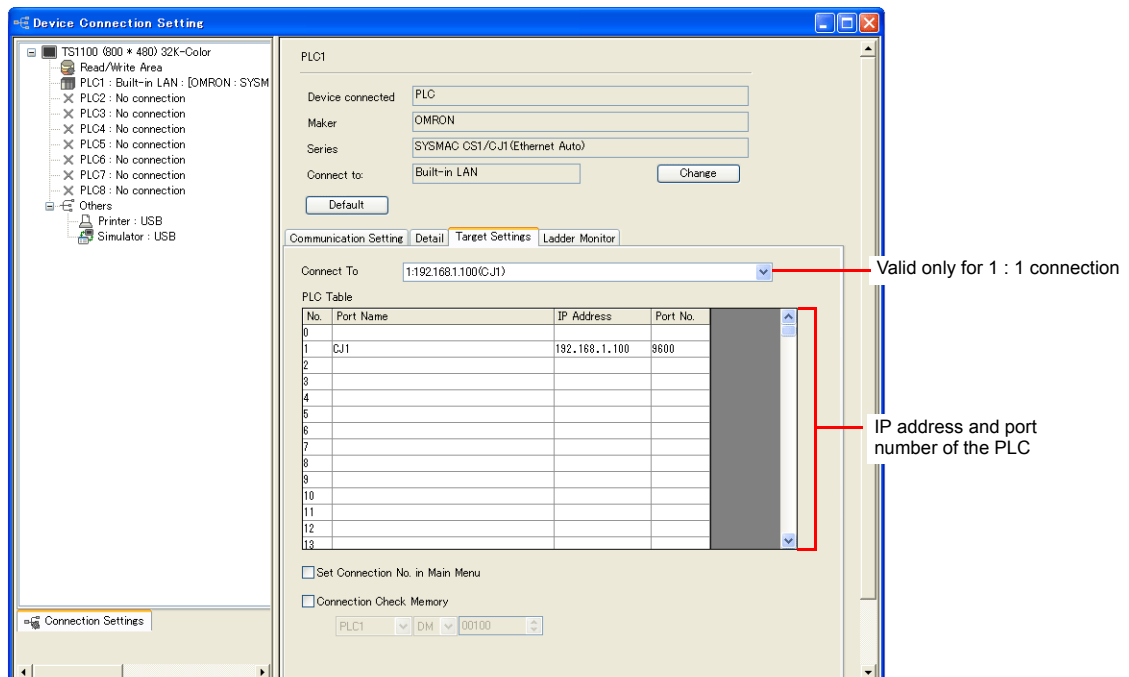 Device Connection Setting
TS1100 (800 * 480) 32K-Color
Read/Write Area
PLC1 : Built-in LAN : [OMRON : SYSM
PLC2 : No connection
PLC3 : No connection
PLC4 : No connection
PLC5 : No connection
PLC6 : No connection
PLC7 : No connection
PLC8 : No connection
Others
Printer : USB
Simulator : USB
Connection Settings
PLC1
Device connected PLC
Maker OMRON
Series SYSMAC CS1/CJ1(Ethernet Auto)
Connect to: Built-in LAN Change
Default
Communication Setting Detail Target Settings Ladder Monitor
Connect To 1:192.168.1.100(CJ1)
Valid only for 1 : 1 connection
PLC Table
No. Port Name IP Address Port No.
0
1 CJ1 192.168.1.100 9600
2
3
4
5
6
7
8
9
10
11
12
13
IP address and port
number of the PLC
Set Connection No. in Main Menu
Connection Check Memory
PLC1 DM 00100